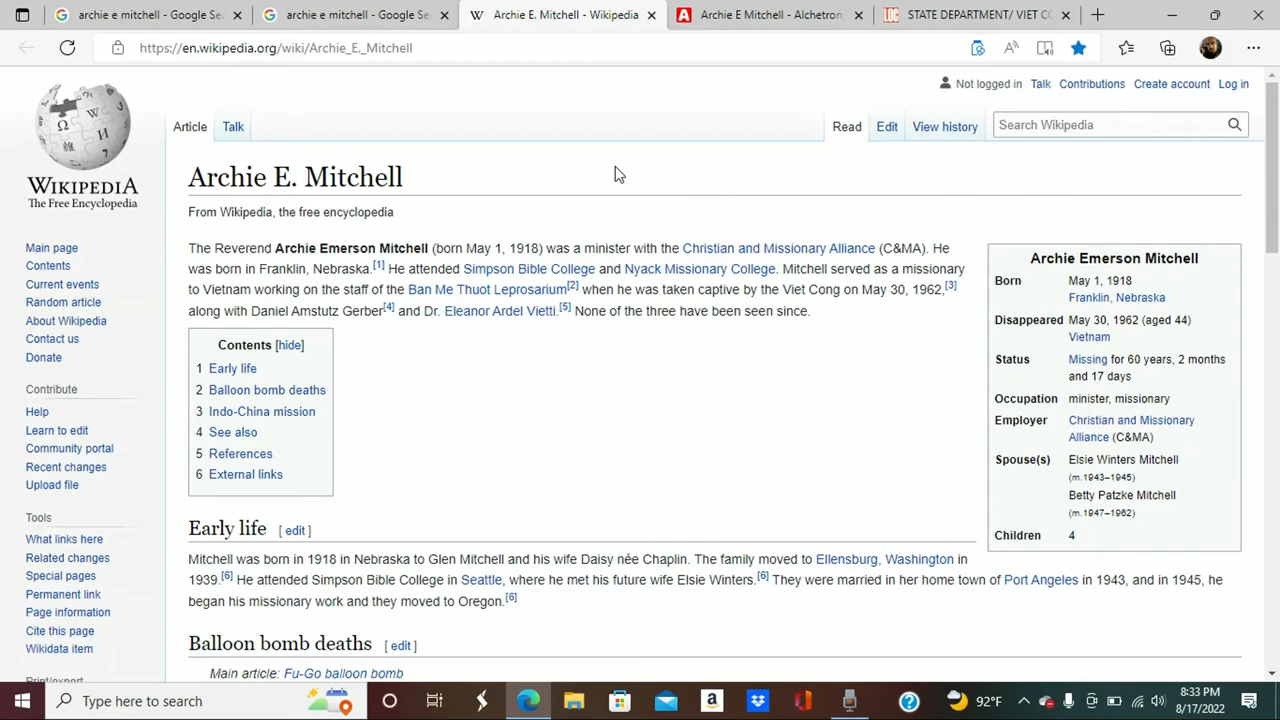 archie e mitchell - Google Se
archie e mitchell - Google Sea
Archie E. Mitchell - Wikipedia
Archie E Mitchell - Alchetron,
STATE DEPARTMENT/ VIET CO
https://en.wikipedia.org/wiki/Archie_E._Mitchell
Not logged in Talk Contributions Create account Log in
Article Talk Read Edit View history Search Wikipedia
WIKIPEDIA
The Free Encyclopedia
Main page
Contents
Current events
Random article
About Wikipedia
Contact us
Donate
Contribute
Help
Learn to edit
Community portal
Recent changes
Upload file
Tools
What links here
Related changes
Special pages
Permanent link
Page information
Cite this page
Wikidata item
Print/export
Archie E. Mitchell
From Wikipedia, the free encyclopedia
The Reverend Archie Emerson Mitchell (born May 1, 1918) was a minister with the Christian and Missionary Alliance (C&MA). He
was born in Franklin, Nebraska.[1] He attended Simpson Bible College and Nyack Missionary College. Mitchell served as a missionary
to Vietnam working on the staff of the Ban Me Thuot Leprosarium[2] when he was taken captive by the Viet Cong on May 30, 1962,[3]
along with Daniel Amstutz Gerber[4] and Dr. Eleanor Ardel Vietti.[5] None of the three have been seen since.
Contents [hide]
1 Early life
2 Balloon bomb deaths
3 Indo-China mission
4 See also
5 References
6 External links
Archie Emerson Mitchell
Born May 1, 1918
Franklin, Nebraska
Disappeared May 30, 1962 (aged 44)
Vietnam
Status Missing for 60 years, 2 months
and 17 days
Occupation minister, missionary
Employer Christian and Missionary
Alliance (C&MA)
Spouse(s) Elsie Winters Mitchell
(m.1943–1945)
Betty Patzke Mitchell
(m.1947–1962)
Children 4
Early life [ edit ]
Mitchell was born in 1918 in Nebraska to Glen Mitchell and his wife Daisy née Chaplin. The family moved to Ellensburg, Washington in
1939.[6] He attended Simpson Bible College in Seattle, where he met his future wife Elsie Winters.[6] They were married in her home town of Port Angeles in 1943, and in 1945, he
began his missionary work and they moved to Oregon.[6]
Balloon bomb deaths [ edit ]
Main article: Fu-Go balloon bomb
Type here to search
92°F
8:33 PM
8/17/2022